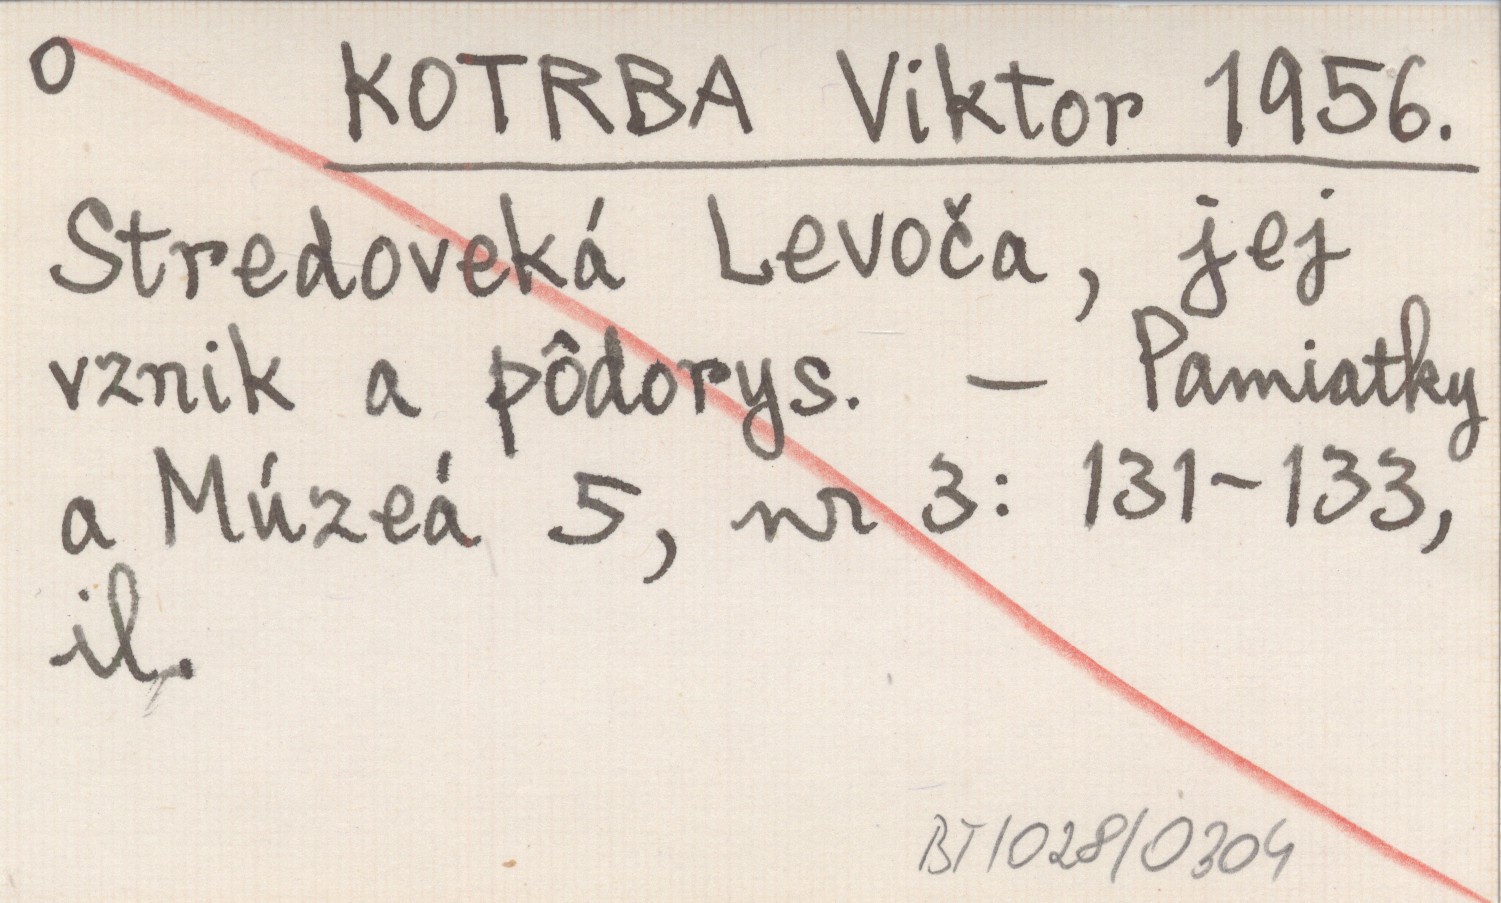 O KOTRBA Viktor 1956.
Stredoveká Levoča, jej
vznik a pôdorys. – Pamiatky
a Múzeá 5, nr 3: 131–133,
il.
BT/028/0304